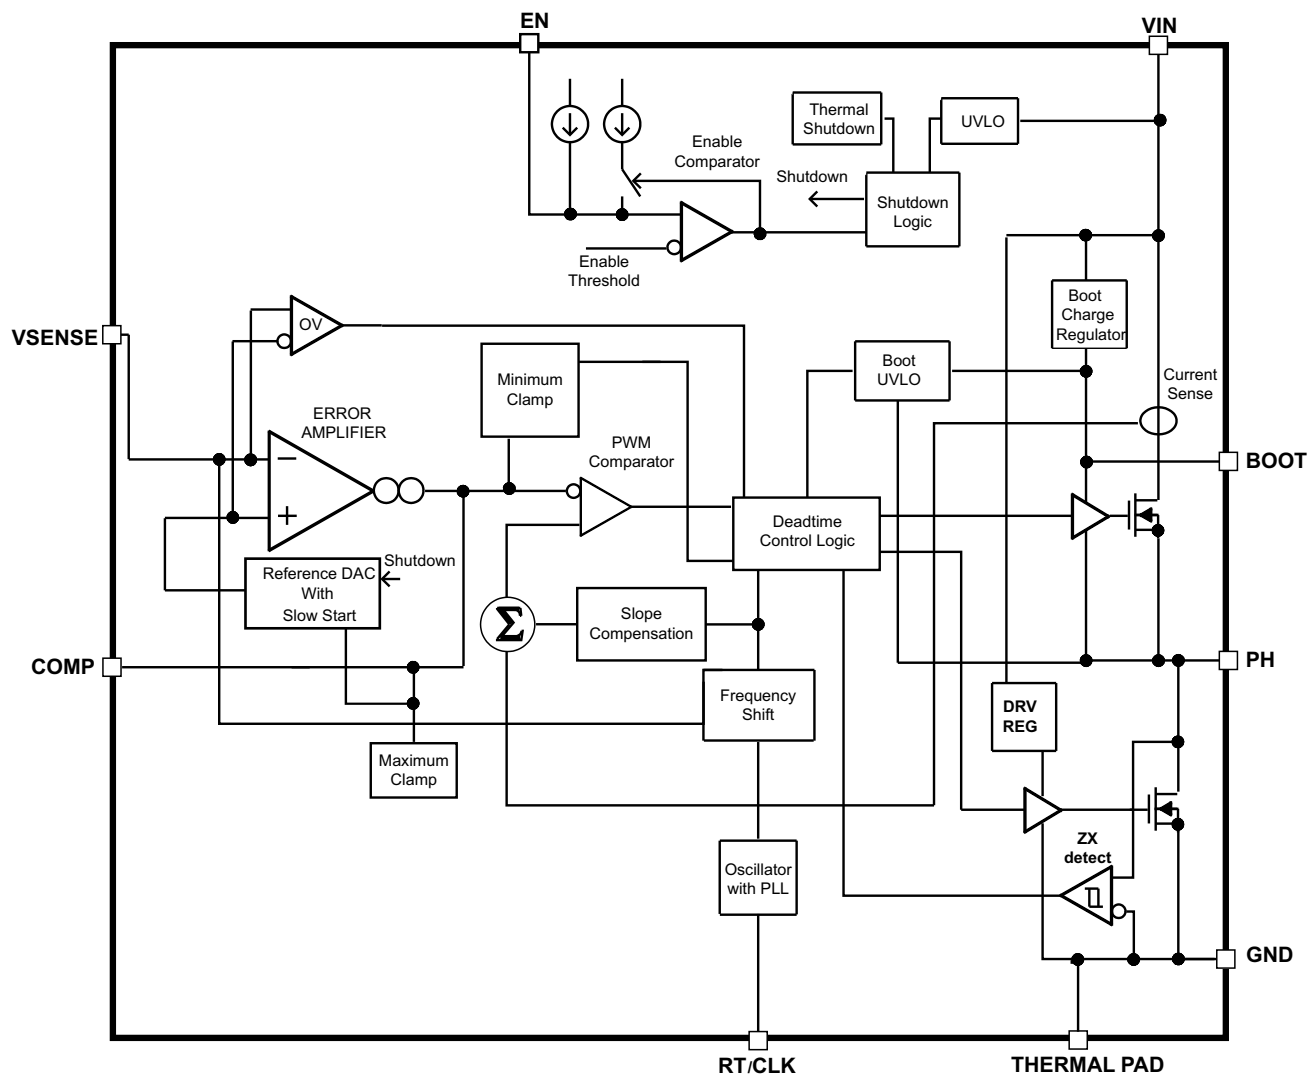 EN
VIN
Thermal
Shutdown
UVLO
Enable
Comparator
Shutdown
Shutdown
Logic
Enable
Threshold
Boot
Charge
Regulator
VSENSE
OV
Minimum
Clamp
Boot
UVLO
Current
Sense
ERROR
AMPLIFIER
PWM
Comparator
BOOT
Deadtime
Control Logic
Shutdown
Reference DAC
With
Slow Start
Σ
Slope
Compensation
COMP
PH
Frequency
Shift
DRV
REG
Maximum
Clamp
ZX
detect
Oscillator
with PLL
GND
RT/CLK
THERMAL PAD